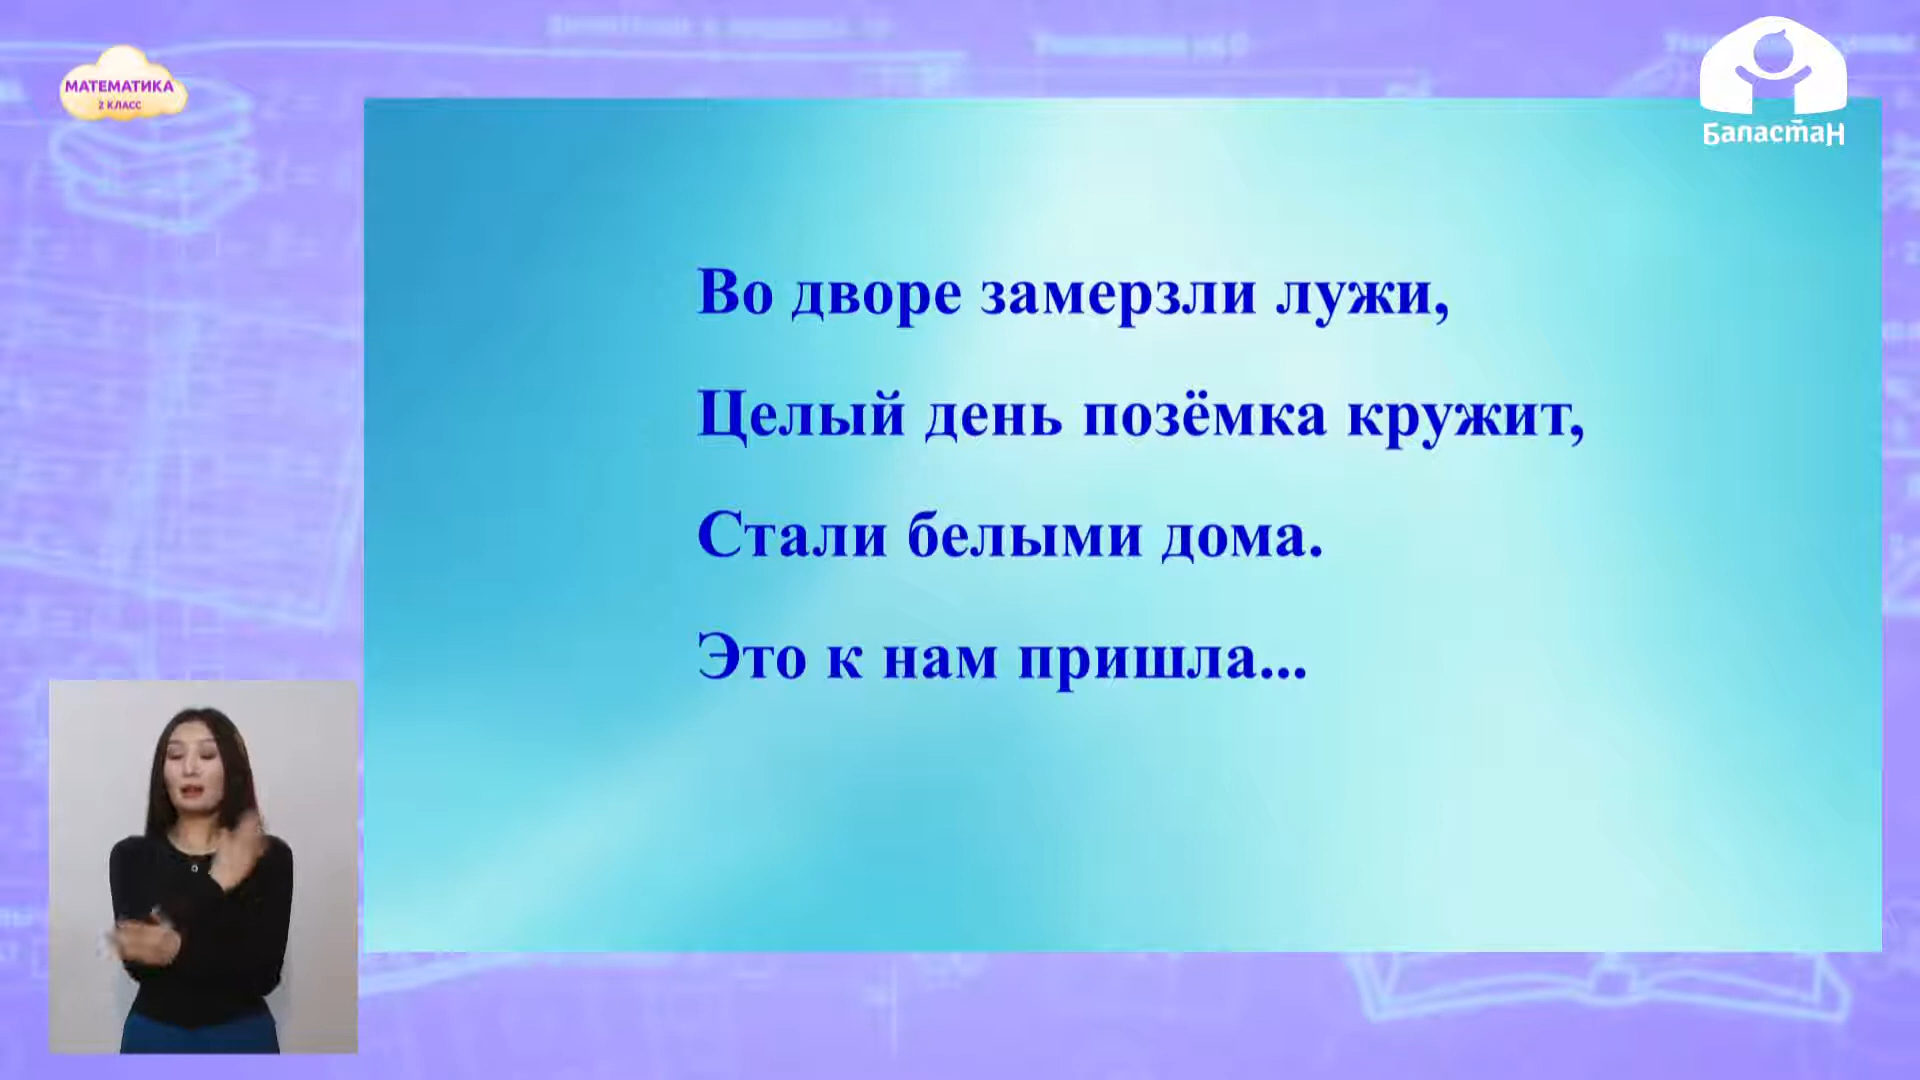 МАТЕМАТИКА
2 КЛАСС
Баластан
Во дворе замерзли лужи,
Целый день позёмка кружит,
Стали белыми дома.
Это к нам пришла...